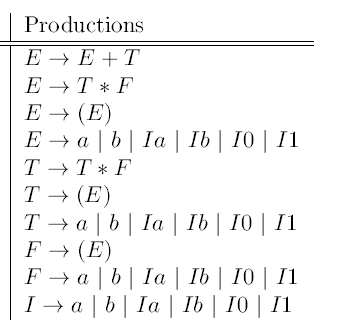 Productions
E → E + T
E → T * F
E → (E)
E → a | b | Ia | Ib | I0 | I1
T → T * F
T → (E)
T → a | b | Ia | Ib | I0 | I1
F → (E)
F → a | b | Ia | Ib | I0 | I1
I → a | b | Ia | Ib | I0 | I1